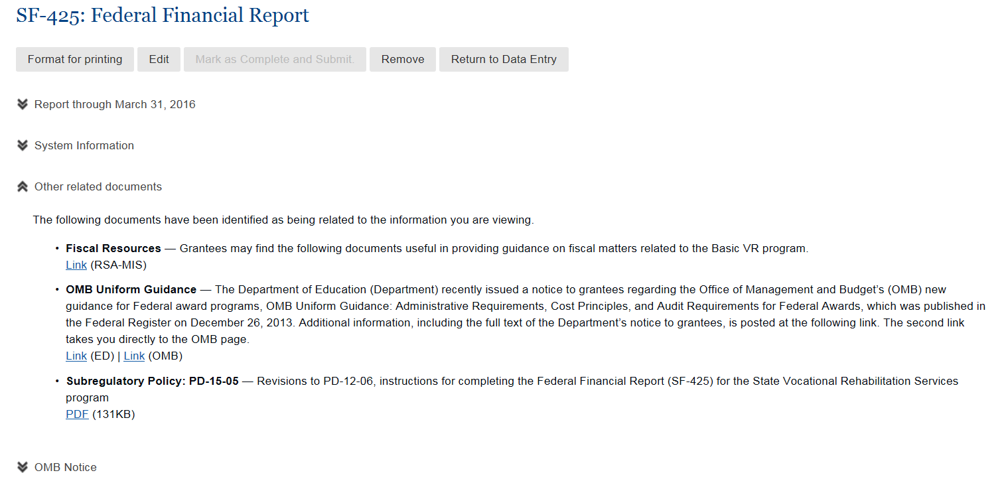 SF-425: Federal Financial Report
Format for printing Edit Mark as Complete and Submit. Remove Return to Data Entry
Report through March 31, 2016
System Information
Other related documents
The following documents have been identified as being related to the information you are viewing.
• Fiscal Resources — Grantees may find the following documents useful in providing guidance on fiscal matters related to the Basic VR program.
Link (RSA-MIS)
• OMB Uniform Guidance — The Department of Education (Department) recently issued a notice to grantees regarding the Office of Management and Budget’s (OMB) new
guidance for Federal award programs, OMB Uniform Guidance: Administrative Requirements, Cost Principles, and Audit Requirements for Federal Awards, which was published in
the Federal Register on December 26, 2013. Additional information, including the full text of the Department’s notice to grantees, is posted at the following link. The second link
takes you directly to the OMB page.
Link (ED) | Link (OMB)
• Subregulatory Policy: PD-15-05 — Revisions to PD-12-06, instructions for completing the Federal Financial Report (SF-425) for the State Vocational Rehabilitation Services
program
PDF (131KB)
OMB Notice